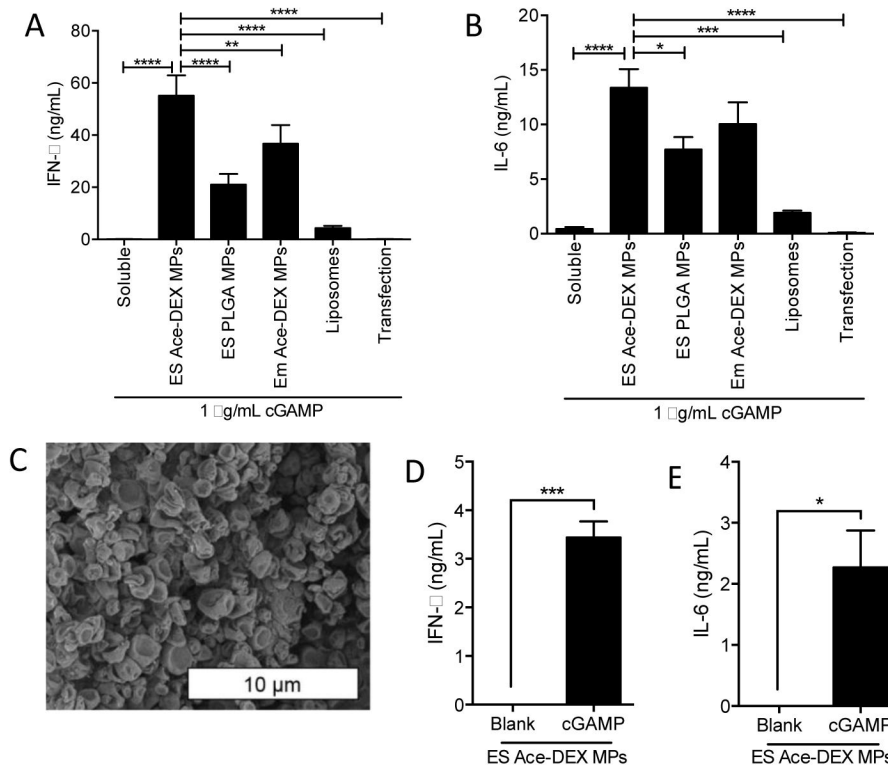 A
****
****
**
****
****
80
60
40
20
0
IFN-□ (ng/mL)
Soluble
ES Ace-DEX MPs
ES PLGA MPs
Em Ace-DEX MPs
Liposomes
Transfection
1 □g/mL cGAMP
B
****
***
****
*
20
15
10
5
0
IL-6 (ng/mL)
Soluble
ES Ace-DEX MPs
ES PLGA MPs
Em Ace-DEX MPs
Liposomes
Transfection
1 □g/mL cGAMP
C
10 µm
D
***
5
4
3
2
1
0
IFN-□ (ng/mL)
Blank
cGAMP
ES Ace-DEX MPs
E
*
4
3
2
1
0
IL-6 (ng/mL)
Blank
cGAMP
ES Ace-DEX MPs